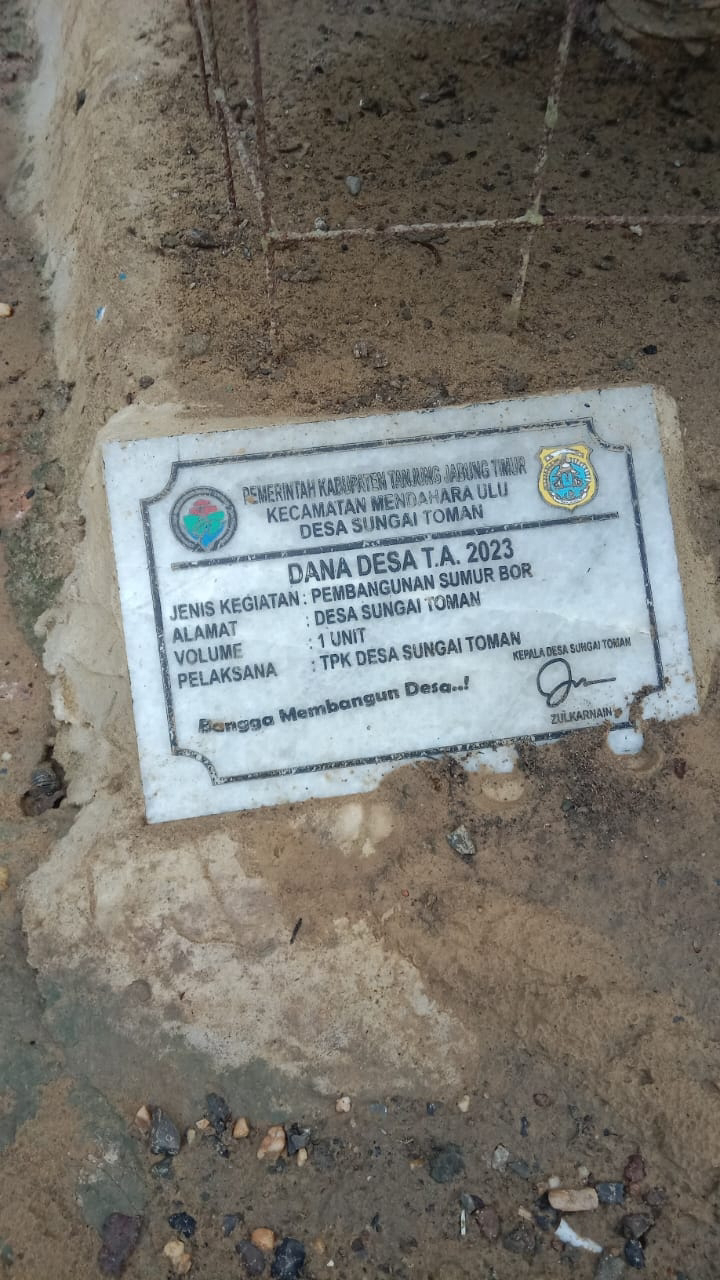 PEMERINTAH KABUPATEN TANJUNG JABUNG TIMUR
KECAMATAN MENDAHARA ULU
DESA SUNGAI TOMAN
DANA DESA T.A. 2023
JENIS KEGIATAN : PEMBANGUNAN SUMUR BOR
ALAMAT : DESA SUNGAI TOMAN
VOLUME : 1 UNIT
PELAKSANA : TPK DESA SUNGAI TOMAN
KEPALA DESA SUNGAI TOMAN
Bangga Membangun Desa..!
ZULKARNAIN